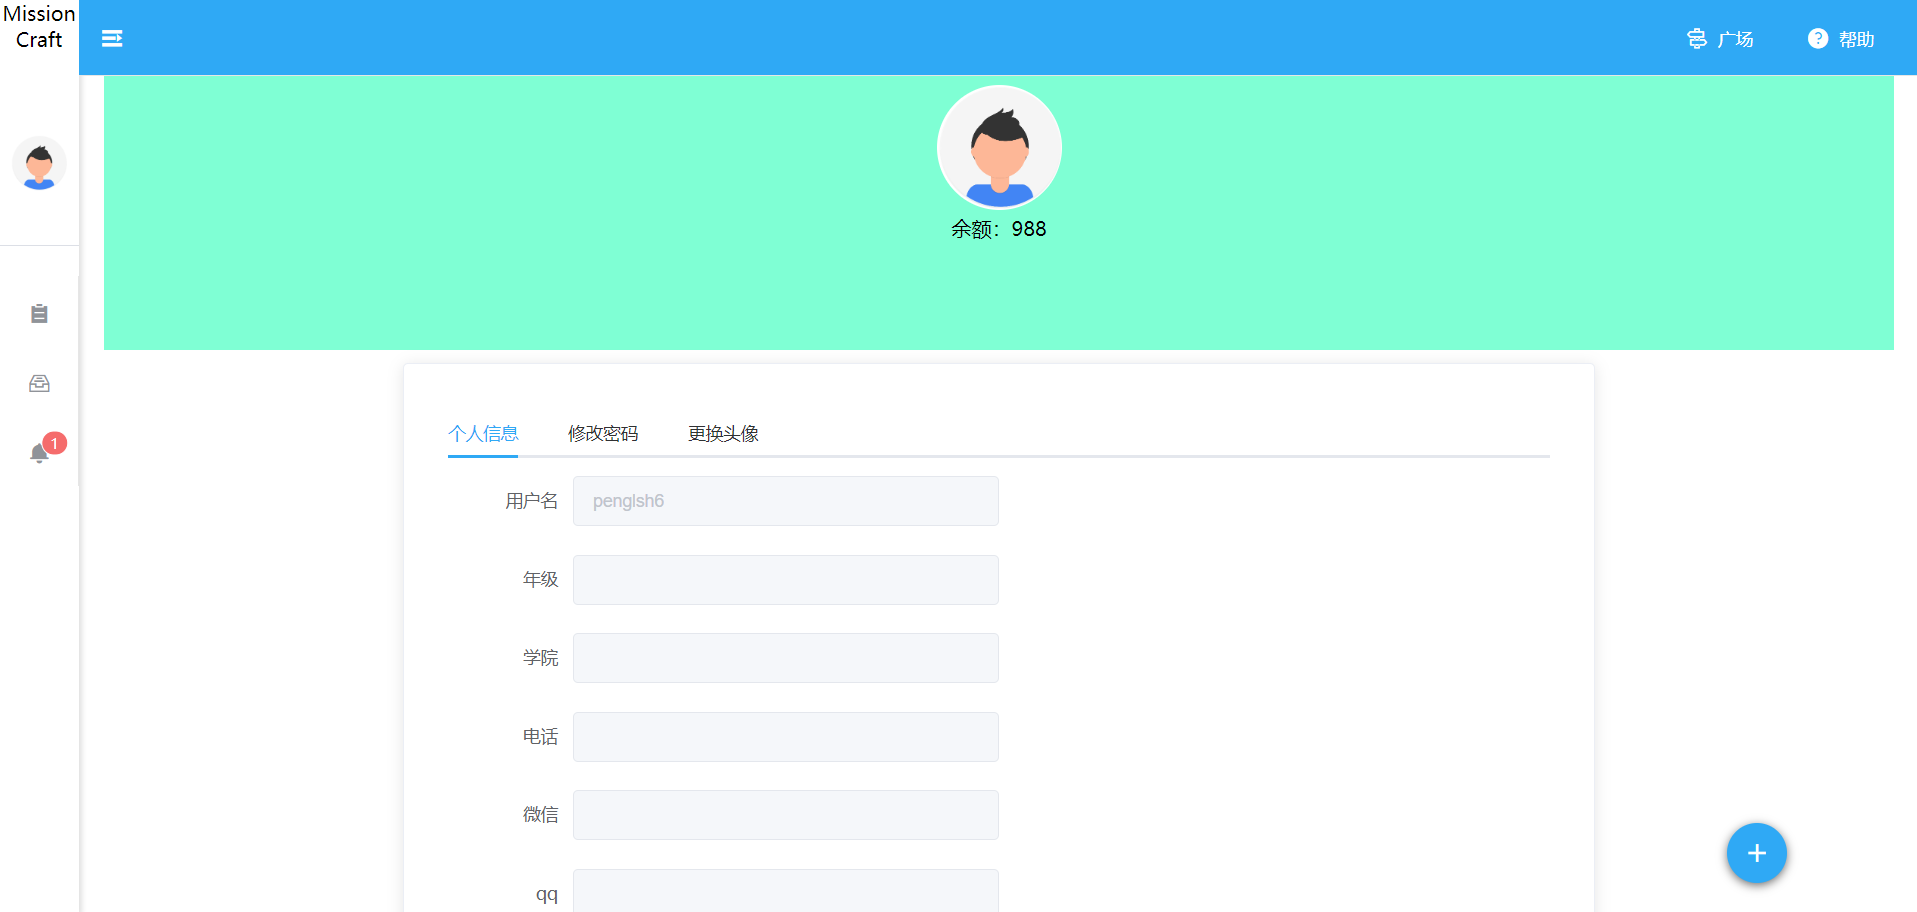 Mission
Craft
广场
帮助
余额：988
1
个人信息
修改密码
更换头像
用户名
penglsh6
年级
学院
电话
微信
qq